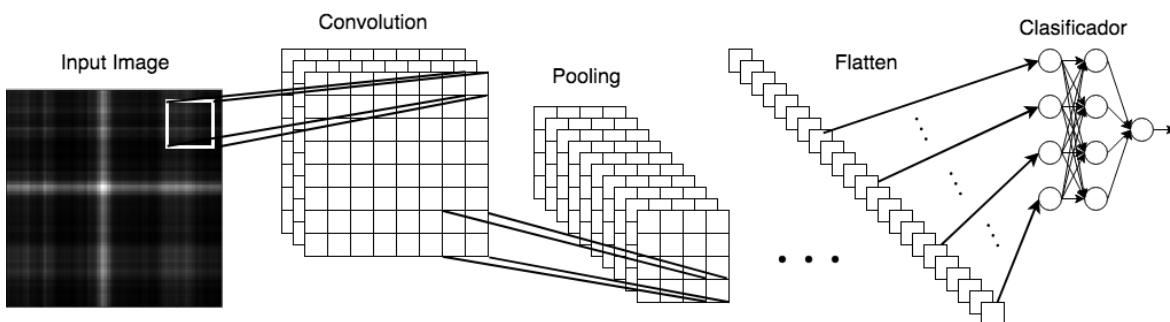 Input Image
Convolution
Pooling
Flatten
Clasificador